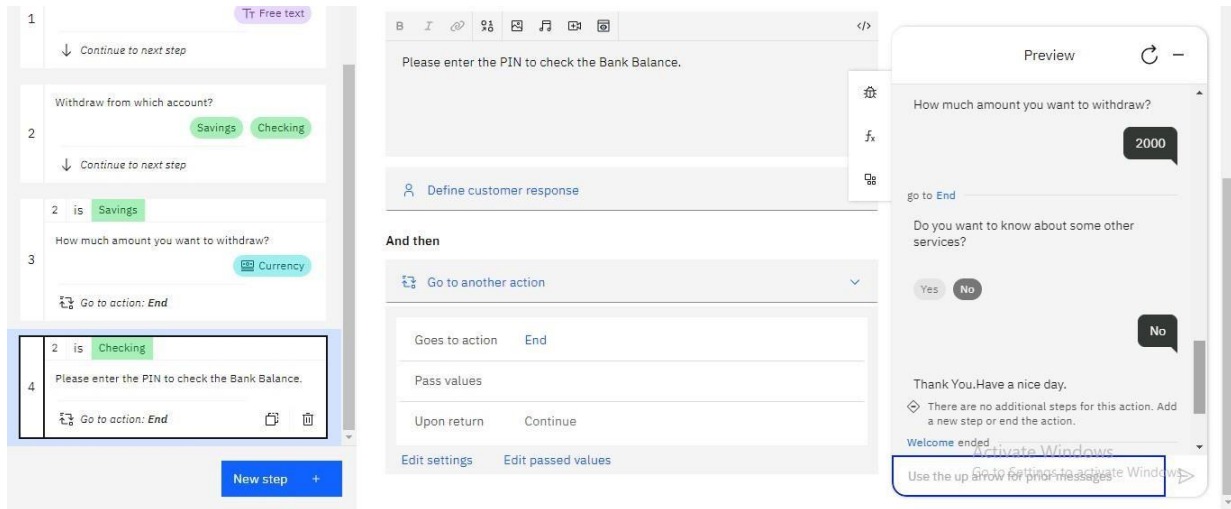 1
Tт Free text
Continue to next step
2
Withdraw from which account?
Savings Checking
Continue to next step
3
2 is Savings
How much amount you want to withdraw?
Currency
Go to action: End
4
2 is Checking
Please enter the PIN to check the Bank Balance.
Go to action: End
New step +
B I </>
Please enter the PIN to check the Bank Balance.
fx
Define customer response
And then
Go to another action
Goes to action End
Pass values
Upon return Continue
Edit settings Edit passed values
Preview
How much amount you want to withdraw?
2000
go to End
Do you want to know about some other
services?
Yes No
No
Thank You.Have a nice day.
There are no additional steps for this action. Add
a new step or end the action.
Welcome ended
Activate Windows
Use the up arrow for prior messages
Go to Settings to activate Windows